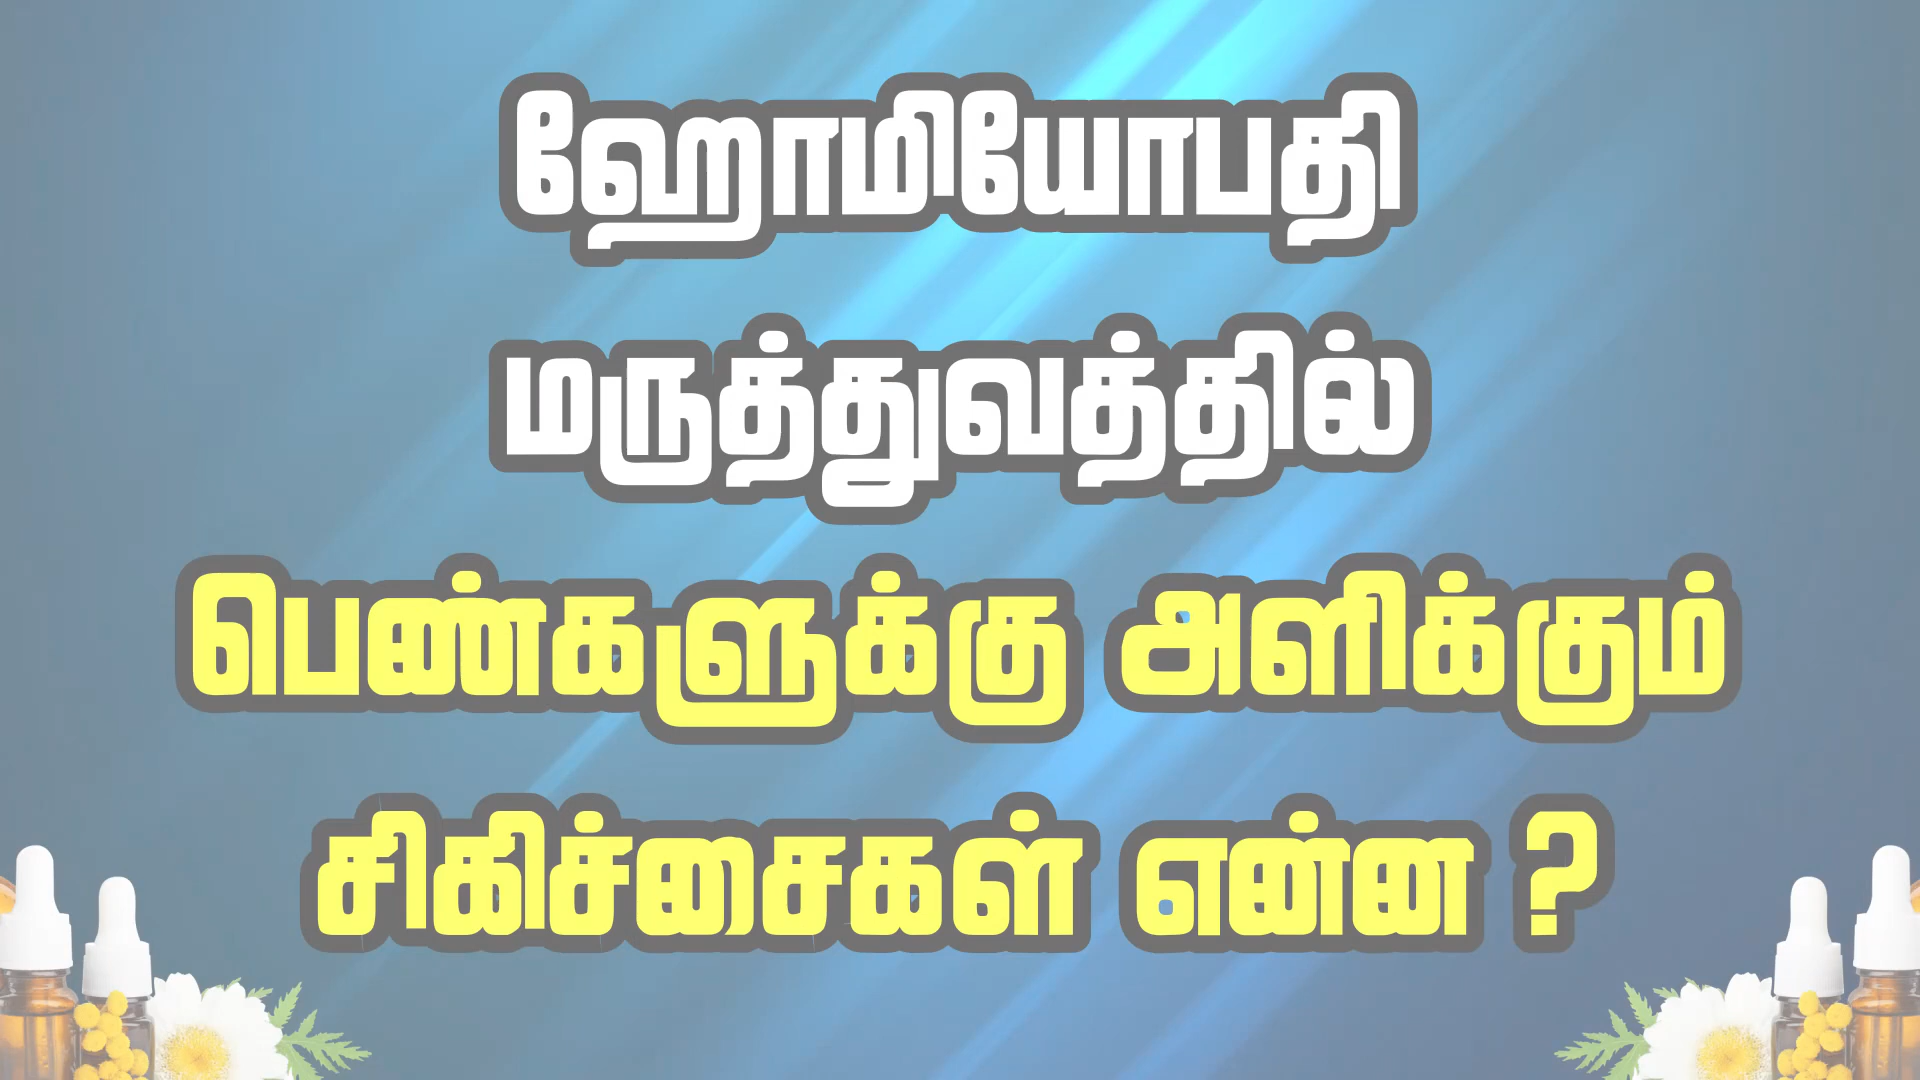 ஹோமியோபதி
மருத்துவத்தில்
பெண்களுக்கு அளிக்கும்
சிகிச்சைகள் என்ன ?